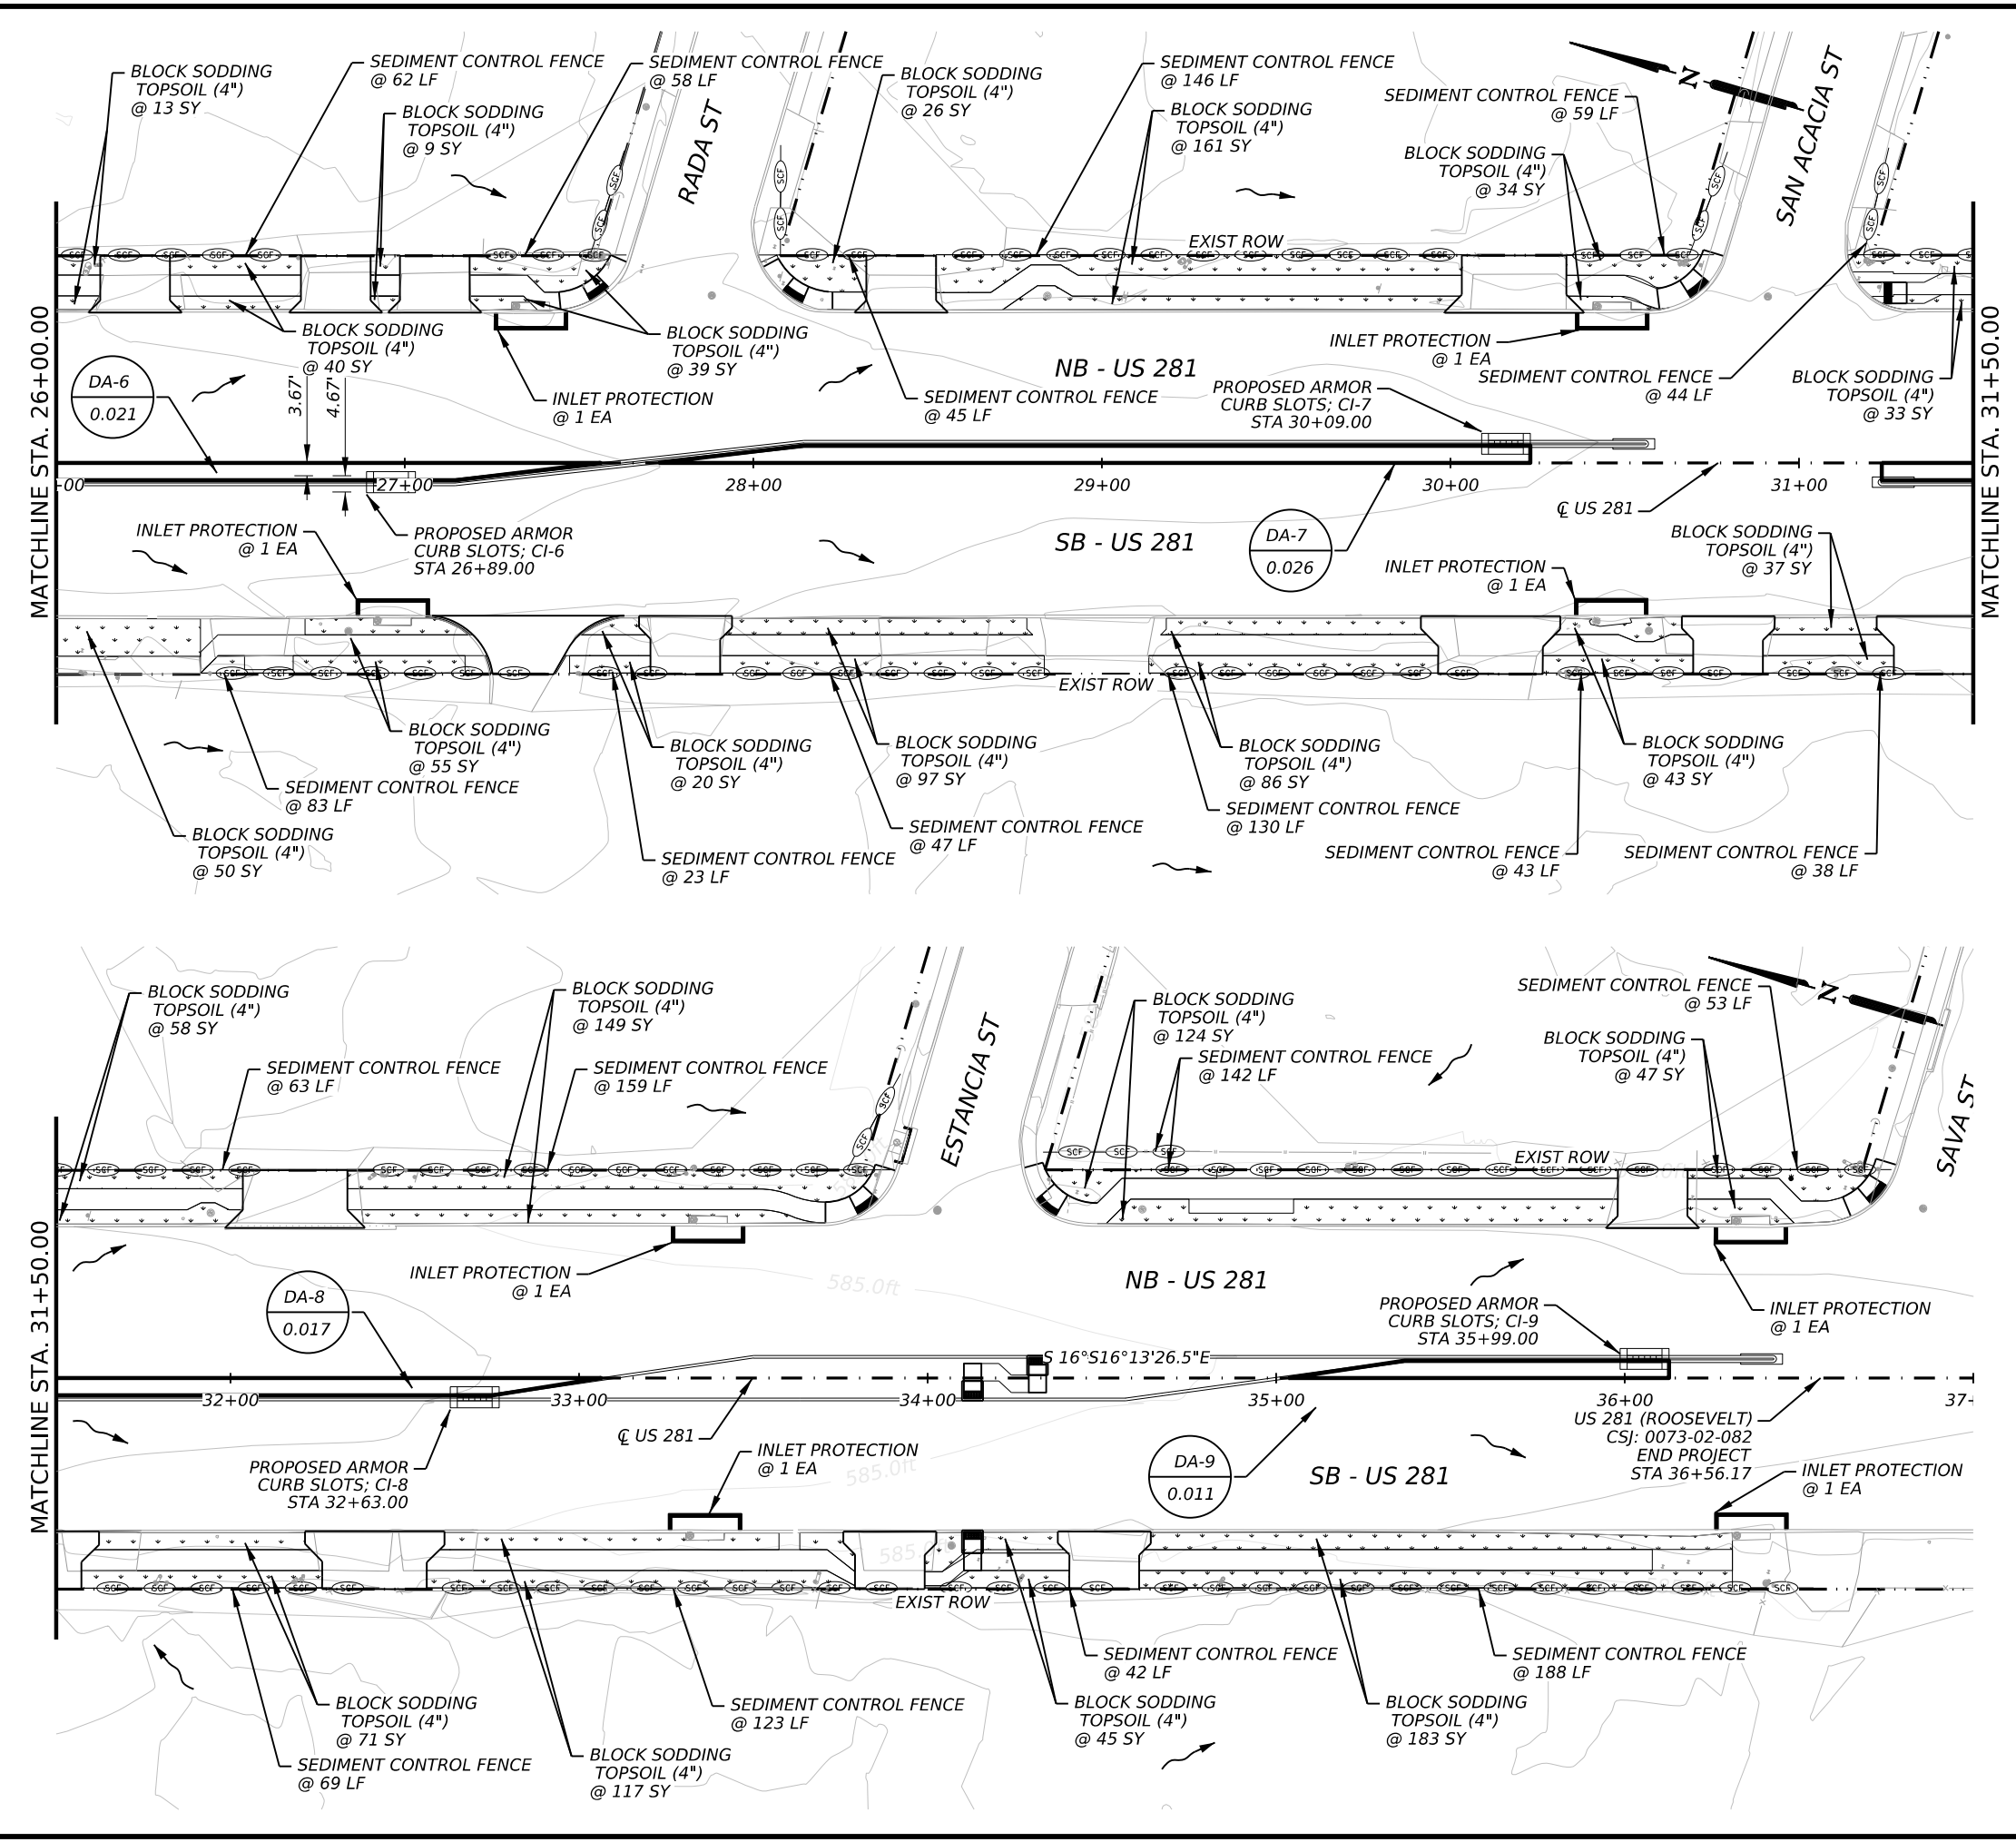 BLOCK SODDING
TOPSOIL (4")
@ 13 SY
SEDIMENT CONTROL FENCE
@ 62 LF
BLOCK SODDING
TOPSOIL (4")
@ 9 SY
SEDIMENT CONTROL FENCE
@ 58 LF
RADA ST
BLOCK SODDING
TOPSOIL (4")
@ 26 SY
SEDIMENT CONTROL FENCE
@ 146 LF
BLOCK SODDING
TOPSOIL (4")
@ 161 SY
SEDIMENT CONTROL FENCE
@ 59 LF
BLOCK SODDING
TOPSOIL (4")
@ 34 SY
N
SAN ACACIA ST
EXIST ROW
MATCHLINE STA. 26+00.00
BLOCK SODDING
TOPSOIL (4")
@ 40 SY
DA-6
0.021
3.67'
4.67'
INLET PROTECTION
@ 1 EA
BLOCK SODDING
TOPSOIL (4")
@ 39 SY
SEDIMENT CONTROL FENCE
@ 45 LF
NB - US 281
PROPOSED ARMOR
CURB SLOTS; CI-7
STA 30+09.00
INLET PROTECTION
@ 1 EA
SEDIMENT CONTROL FENCE
@ 44 LF
BLOCK SODDING
TOPSOIL (4")
@ 33 SY
MATCHLINE STA. 31+50.00
+00
27+00
28+00
29+00
30+00
31+00
INLET PROTECTION
@ 1 EA
PROPOSED ARMOR
CURB SLOTS; CI-6
STA 26+89.00
SB - US 281
DA-7
0.026
℄ US 281
INLET PROTECTION
@ 1 EA
BLOCK SODDING
TOPSOIL (4")
@ 37 SY
EXIST ROW
BLOCK SODDING
TOPSOIL (4")
@ 55 SY
SEDIMENT CONTROL FENCE
@ 83 LF
BLOCK SODDING
TOPSOIL (4")
@ 50 SY
BLOCK SODDING
TOPSOIL (4")
@ 20 SY
SEDIMENT CONTROL FENCE
@ 23 LF
BLOCK SODDING
TOPSOIL (4")
@ 97 SY
SEDIMENT CONTROL FENCE
@ 47 LF
BLOCK SODDING
TOPSOIL (4")
@ 86 SY
SEDIMENT CONTROL FENCE
@ 130 LF
SEDIMENT CONTROL FENCE
@ 43 LF
BLOCK SODDING
TOPSOIL (4")
@ 43 SY
SEDIMENT CONTROL FENCE
@ 38 LF
BLOCK SODDING
TOPSOIL (4")
@ 58 SY
SEDIMENT CONTROL FENCE
@ 63 LF
BLOCK SODDING
TOPSOIL (4")
@ 149 SY
SEDIMENT CONTROL FENCE
@ 159 LF
ESTANCIA ST
BLOCK SODDING
TOPSOIL (4")
@ 124 SY
SEDIMENT CONTROL FENCE
@ 142 LF
SEDIMENT CONTROL FENCE
@ 53 LF
BLOCK SODDING
TOPSOIL (4")
@ 47 SY
N
SAVA ST
EXIST ROW
MATCHLINE STA. 31+50.00
INLET PROTECTION
@ 1 EA
585.0ft
DA-8
0.017
NB - US 281
PROPOSED ARMOR
CURB SLOTS; CI-9
STA 35+99.00
INLET PROTECTION
@ 1 EA
S 16°S16°13'26.5"E
32+00
33+00
34+00
35+00
36+00
37-
℄ US 281
PROPOSED ARMOR
CURB SLOTS; CI-8
STA 32+63.00
INLET PROTECTION
@ 1 EA
585.0ft
DA-9
0.011
SB - US 281
US 281 (ROOSEVELT)
CSJ: 0073-02-082
END PROJECT
STA 36+56.17
INLET PROTECTION
@ 1 EA
585.
EXIST ROW
BLOCK SODDING
TOPSOIL (4")
@ 71 SY
SEDIMENT CONTROL FENCE
@ 69 LF
BLOCK SODDING
TOPSOIL (4")
@ 117 SY
SEDIMENT CONTROL FENCE
@ 123 LF
SEDIMENT CONTROL FENCE
@ 42 LF
BLOCK SODDING
TOPSOIL (4")
@ 45 SY
SEDIMENT CONTROL FENCE
@ 188 LF
BLOCK SODDING
TOPSOIL (4")
@ 183 SY